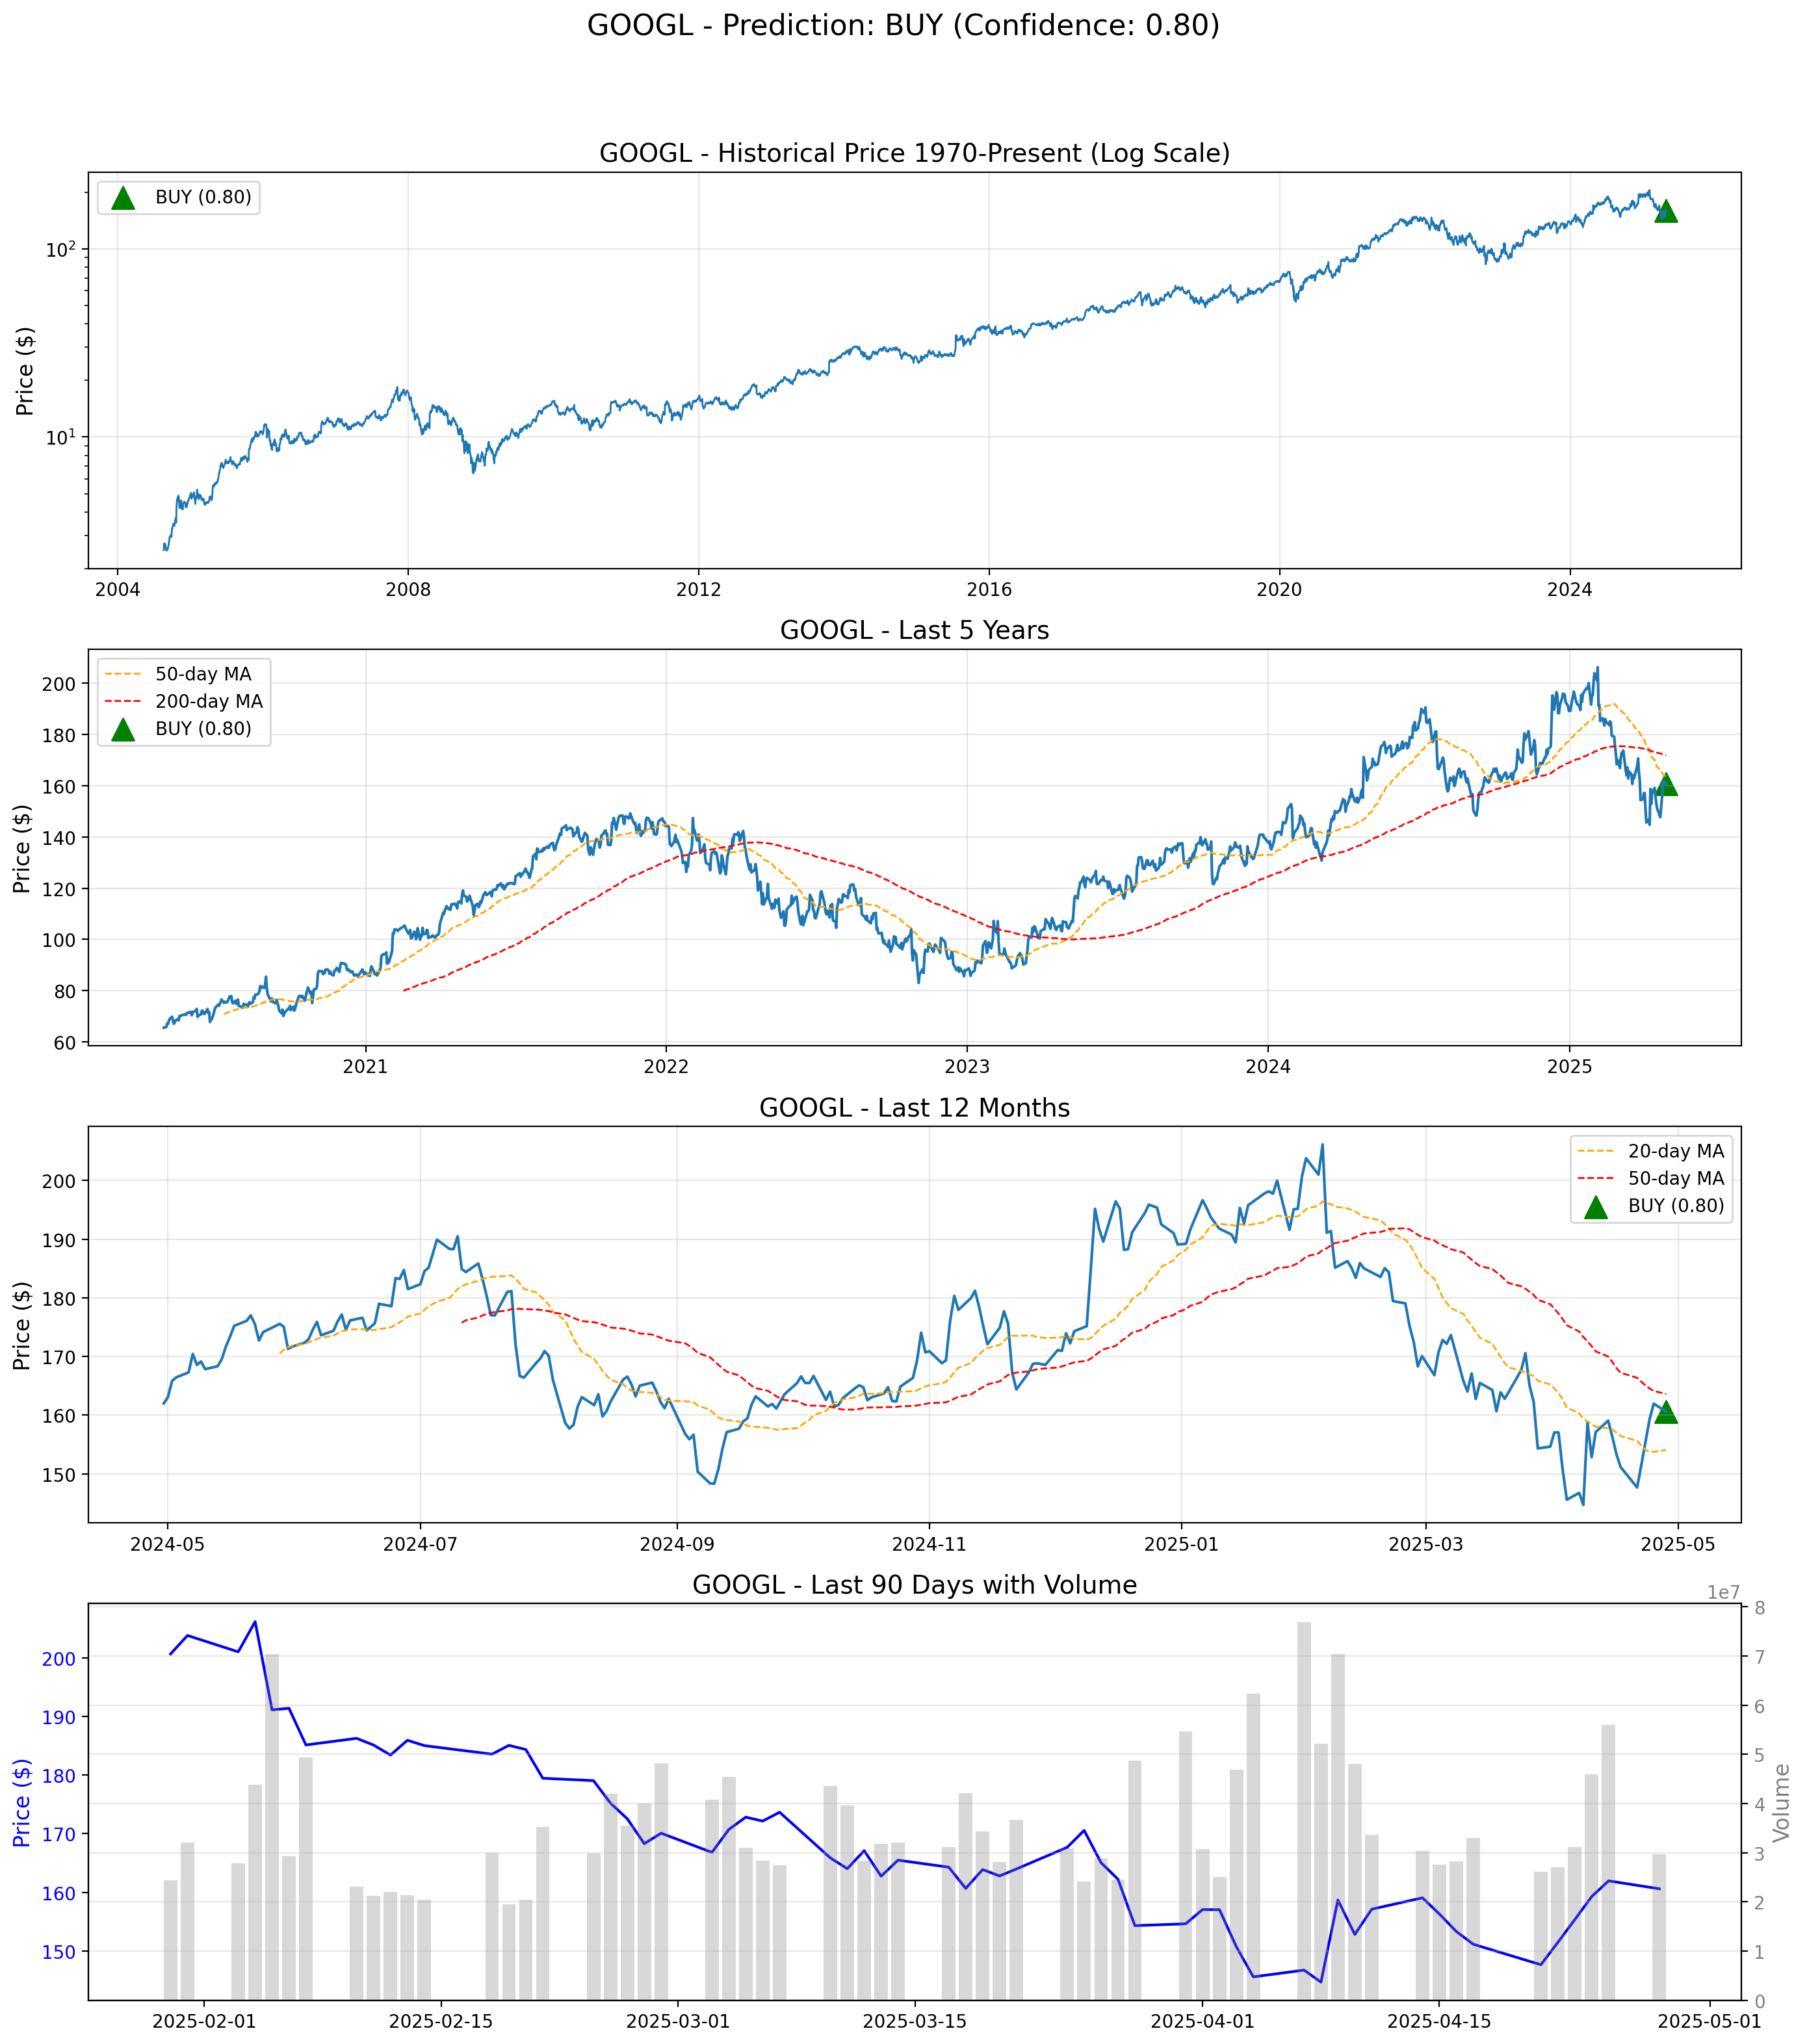 GOOGL - Prediction: BUY (Confidence: 0.80)
GOOGL - Historical Price 1970-Present (Log Scale)
BUY (0.80)
Price ($)
10²
10¹
2004 2008 2012 2016 2020 2024
GOOGL - Last 5 Years
50-day MA
200-day MA
BUY (0.80)
Price ($)
200
180
160
140
120
100
80
60
2021 2022 2023 2024 2025
GOOGL - Last 12 Months
20-day MA
50-day MA
BUY (0.80)
Price ($)
200
190
180
170
160
150
2024-05 2024-07 2024-09 2024-11 2025-01 2025-03 2025-05
GOOGL - Last 90 Days with Volume
1e7
Price ($)
200
190
180
170
160
150
8
7
6
5
4
3
2
1
0
Volume
2025-02-01 2025-02-15 2025-03-01 2025-03-15 2025-04-01 2025-04-15 2025-05-01